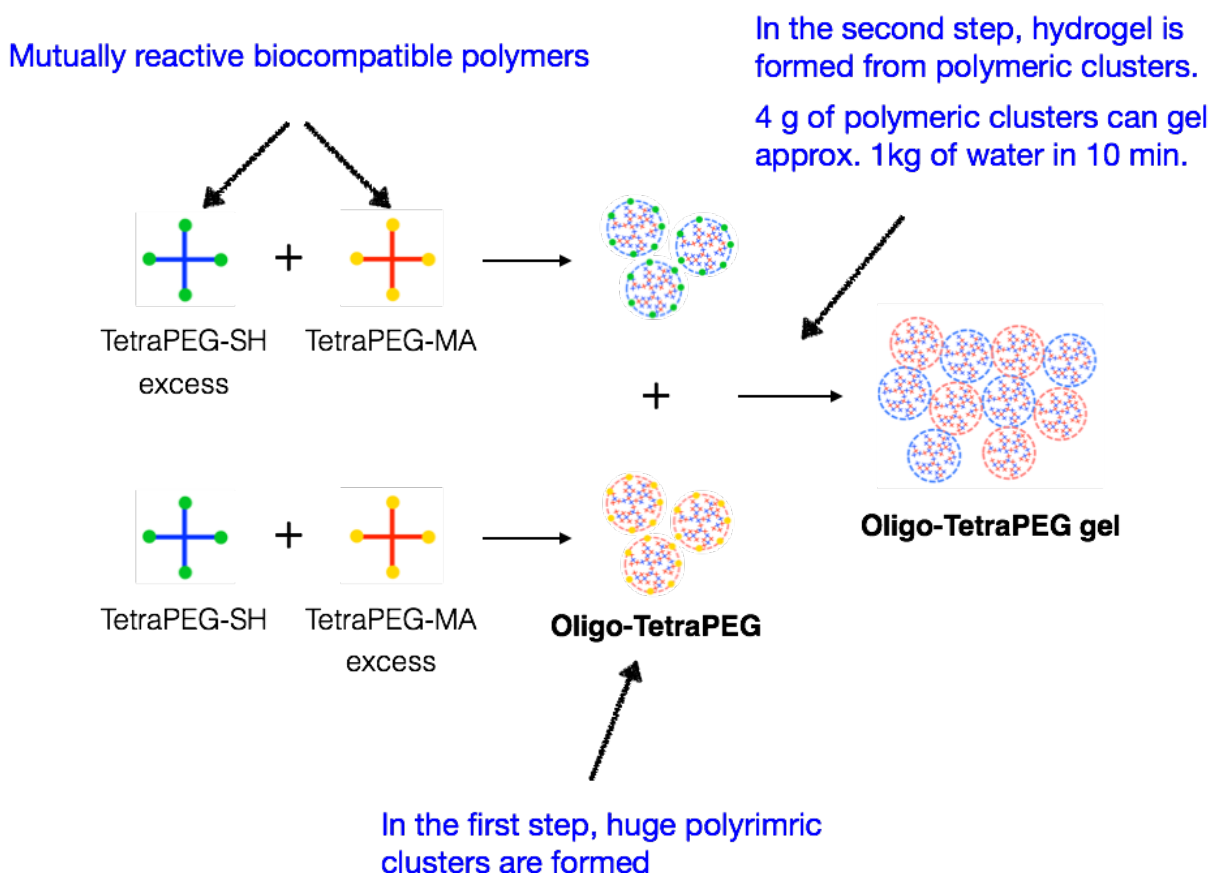 Mutually reactive biocompatible polymers
In the second step, hydrogel is
formed from polymeric clusters.
4 g of polymeric clusters can gel
approx. 1kg of water in 10 min.
+
TetraPEG-SH
excess
TetraPEG-MA
+
+
TetraPEG-SH
TetraPEG-MA
excess
Oligo-TetraPEG
Oligo-TetraPEG gel
In the first step, huge polyrimric
clusters are formed